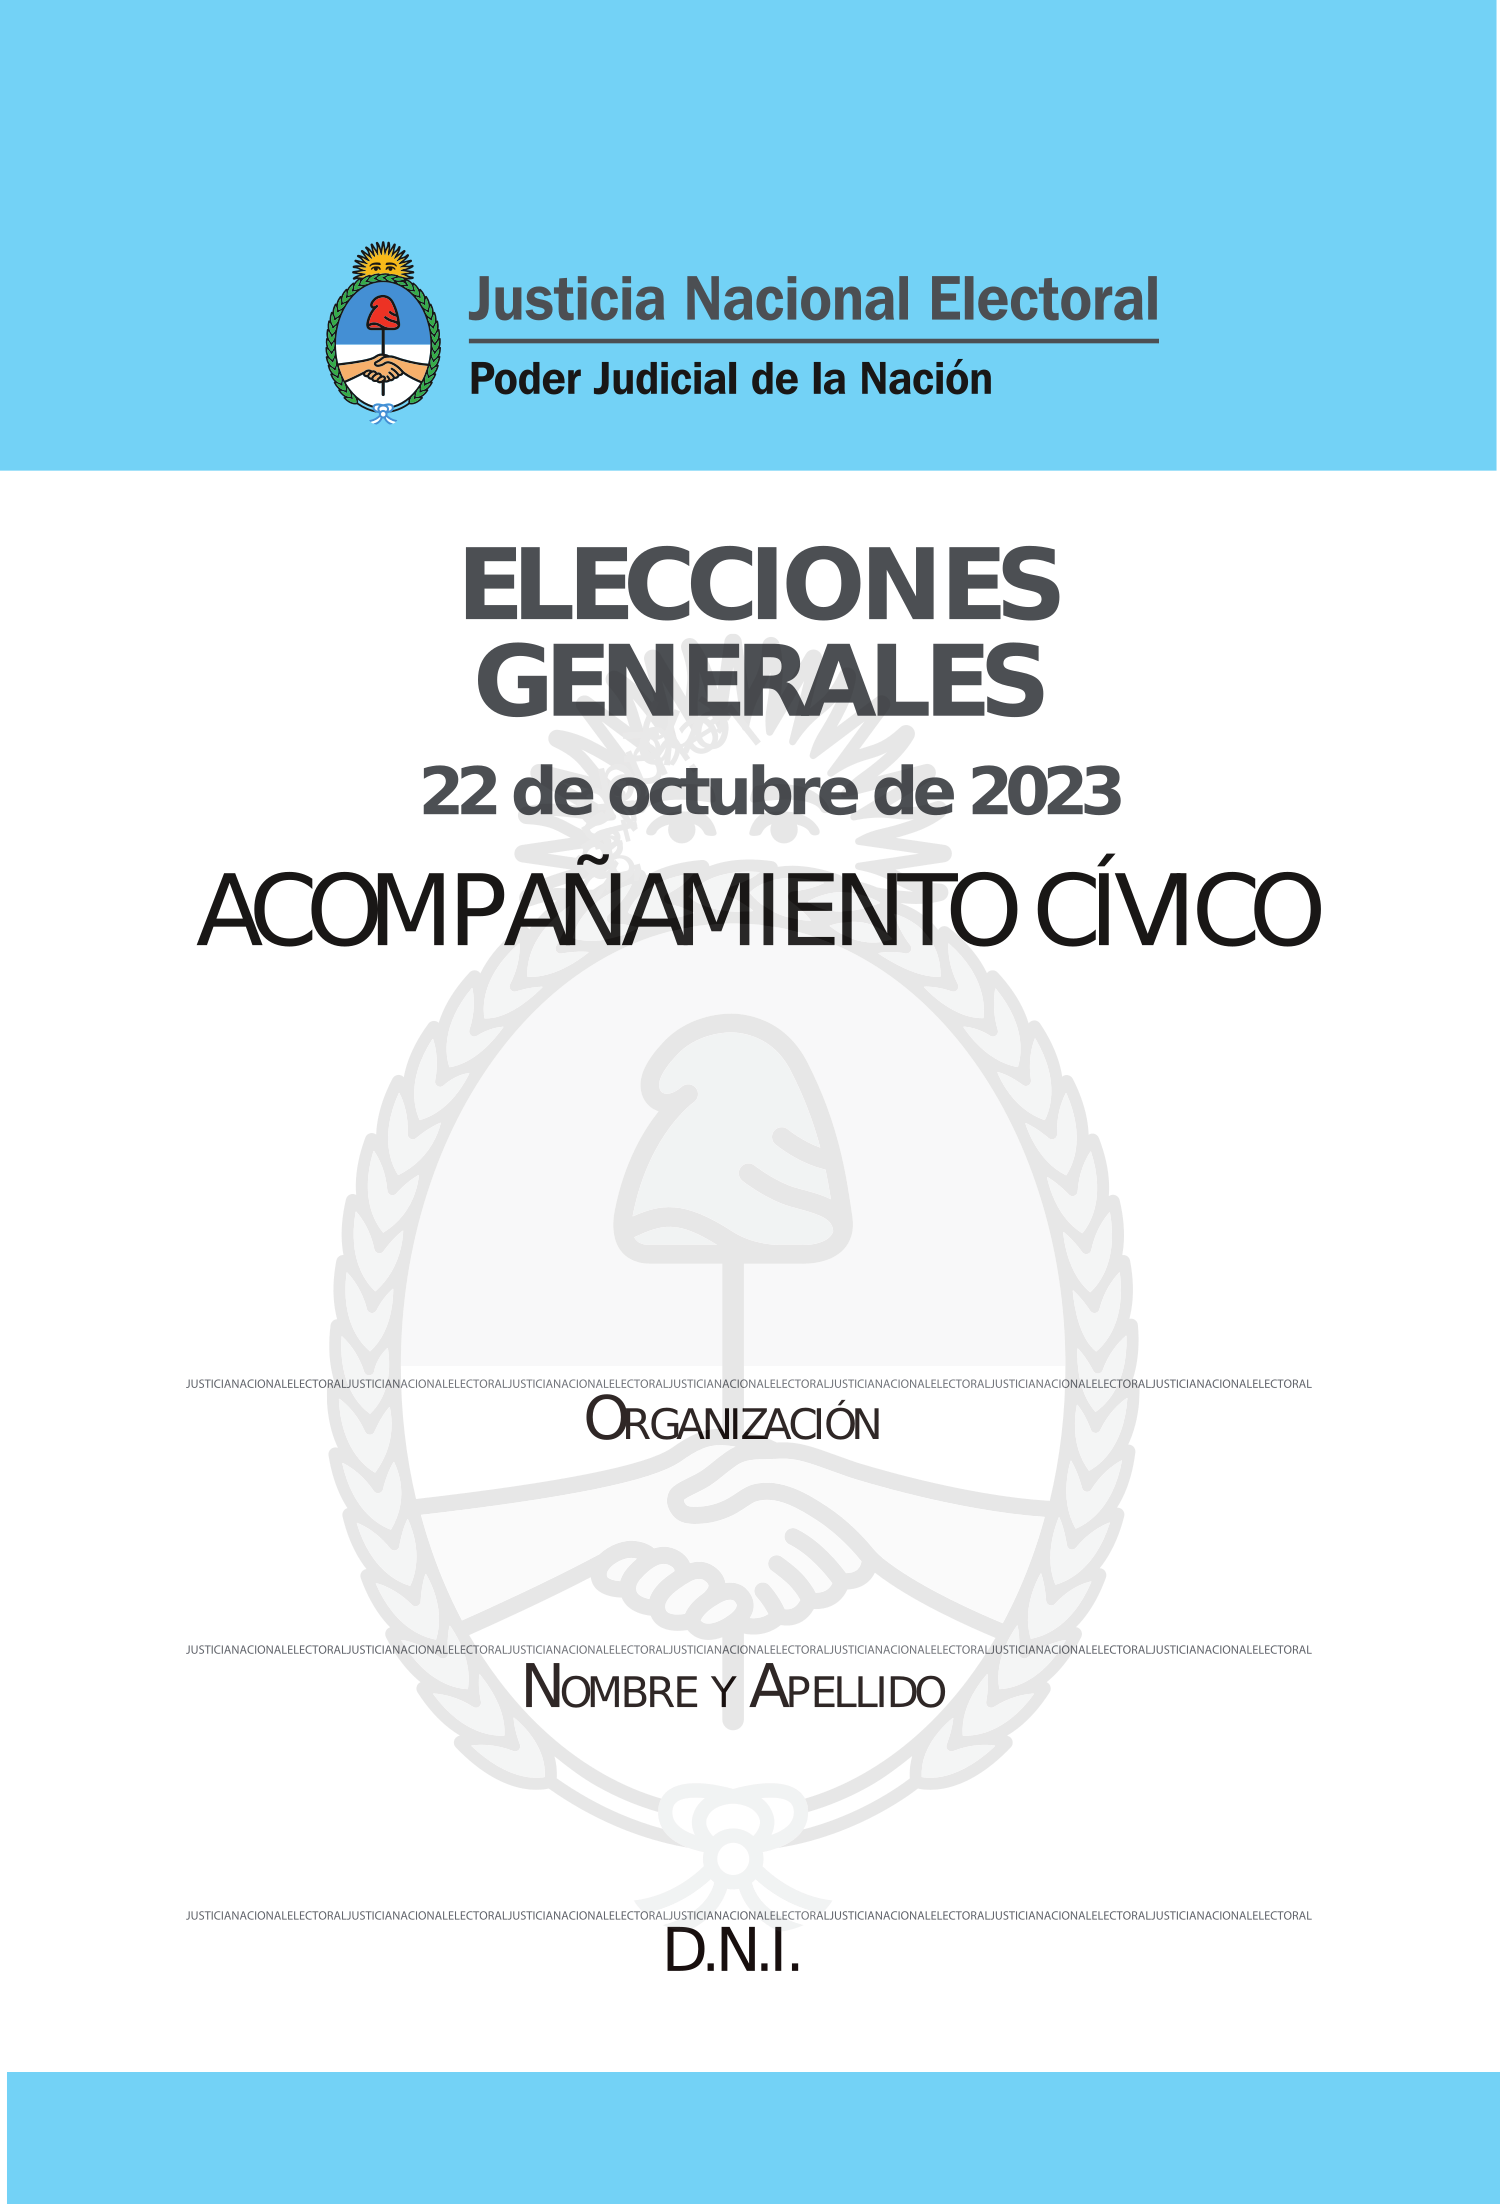 Justicia Nacional Electoral
Poder Judicial de la Nación
ELECCIONES
GENERALES
22 de octubre de 2023
ACOMPAÑAMIENTO CÍVICO
JUSTICIANACIONALELECTORALJUSTICIANACIONALELECTORALJUSTICIANACIONALELECTORALJUSTICIANACIONALELECTORALJUSTICIANACIONALELECTORALJUSTICIANACIONALELECTORALJUSTICIANACIONALELECTORAL
ORGANIZACIÓN
JUSTICIANACIONALELECTORALJUSTICIANACIONALELECTORALJUSTICIANACIONALELECTORALJUSTICIANACIONALELECTORALJUSTICIANACIONALELECTORALJUSTICIANACIONALELECTORALJUSTICIANACIONALELECTORAL
NOMBRE Y APELLIDO
JUSTICIANACIONALELECTORALJUSTICIANACIONALELECTORALJUSTICIANACIONALELECTORALJUSTICIANACIONALELECTORALJUSTICIANACIONALELECTORALJUSTICIANACIONALELECTORALJUSTICIANACIONALELECTORAL
D.N.I.